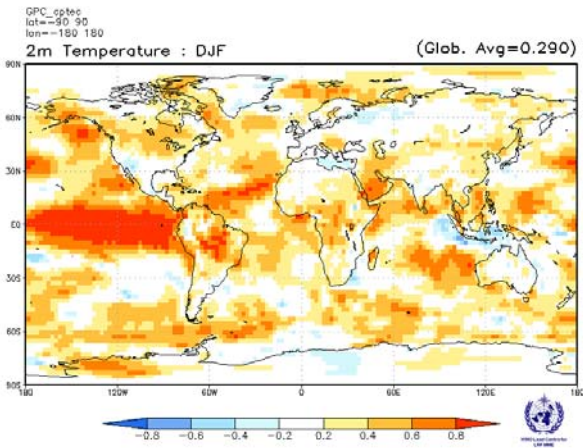 GPC_cptec
lat=-90 90
lon=-180 180
2m Temperature : DJF (Glob. Avg=0.290)
90N
60N
30N
EQ
30S
60S
90S
180 120W 60W 0 60E 120E 180
-0.8 -0.6 -0.4 -0.2 0.2 0.4 0.6 0.8